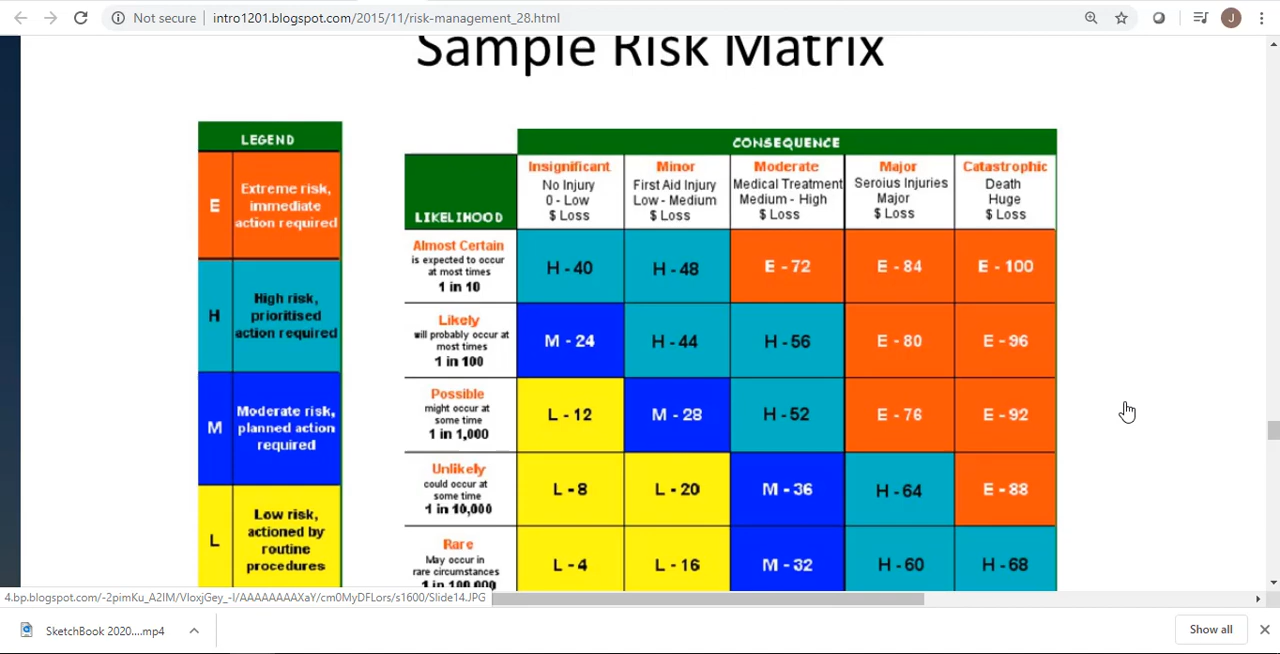 Not secure
intro1201.blogspot.com/2015/11/risk-management_28.html
J
Sample Risk Matrix
LEGEND
E
Extreme risk,
immediate
action required
H
High risk,
prioritised
action required
M
Moderate risk,
planned action
required
L
Low risk,
actioned by
routine
procedures
CONSEQUENCE
LIKELIHOOD
Insignificant
No Injury
0 - Low
$ Loss
Minor
First Aid Injury
Low - Medium
$ Loss
Moderate
Medical Treatment
Medium - High
$ Loss
Major
Seroius Injuries
Major
$ Loss
Catastrophic
Death
Huge
$ Loss
Almost Certain
is expected to occur
at most times
1 in 10
H - 40
H - 48
E - 72
E - 84
E - 100
Likely
will probably occur at
most times
1 in 100
M - 24
H - 44
H - 56
E - 80
E - 96
Possible
might occur at
some time
1 in 1,000
L - 12
M - 28
H - 52
E - 76
E - 92
Unlikely
could occur at
some time
1 in 10,000
L - 8
L - 20
M - 36
H - 64
E - 88
Rare
May occur in
rare circumstances
1 in 100,000
L - 4
L - 16
M - 32
H - 60
H - 68
4.bp.blogspot.com/-2pimKu_A2IM/VloxjGey_-I/AAAAAAAAXaY/cm0MyDFLors/s1600/Slide14.JPG
SketchBook 2020....mp4
Show all